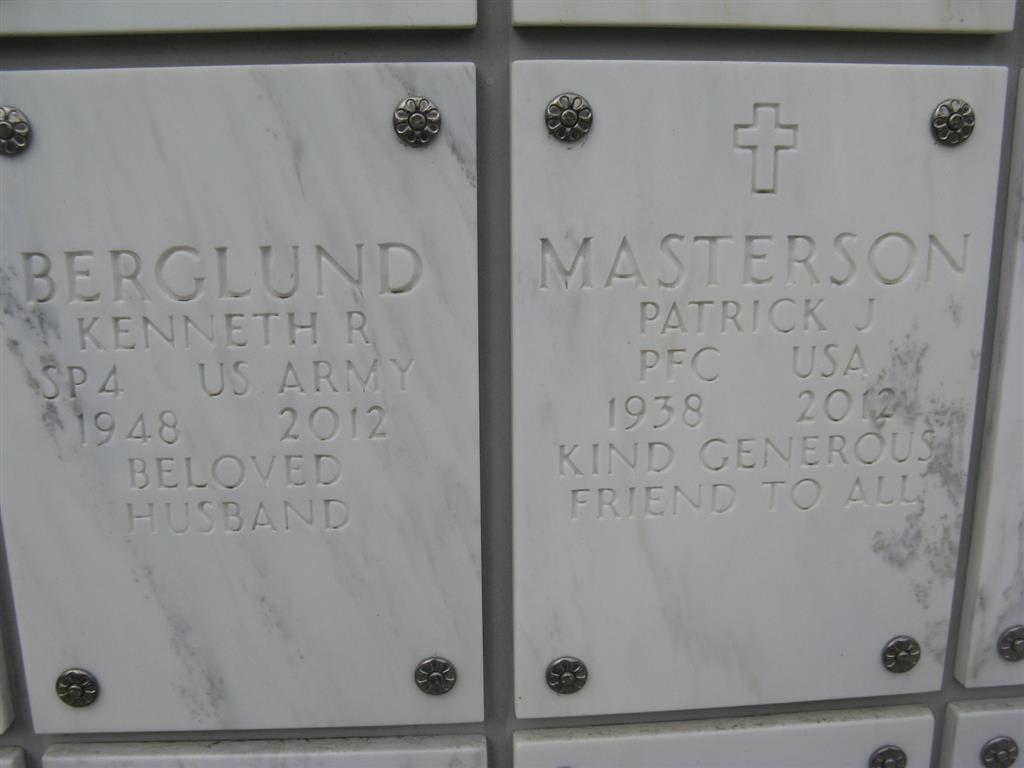 BERGLUND
KENNETH R
SP4 US ARMY
1948 2012
BELOVED
HUSBAND
MASTERSON
PATRICK J
PFC USA
1938 2012
KIND GENEROUS
FRIEND TO ALL